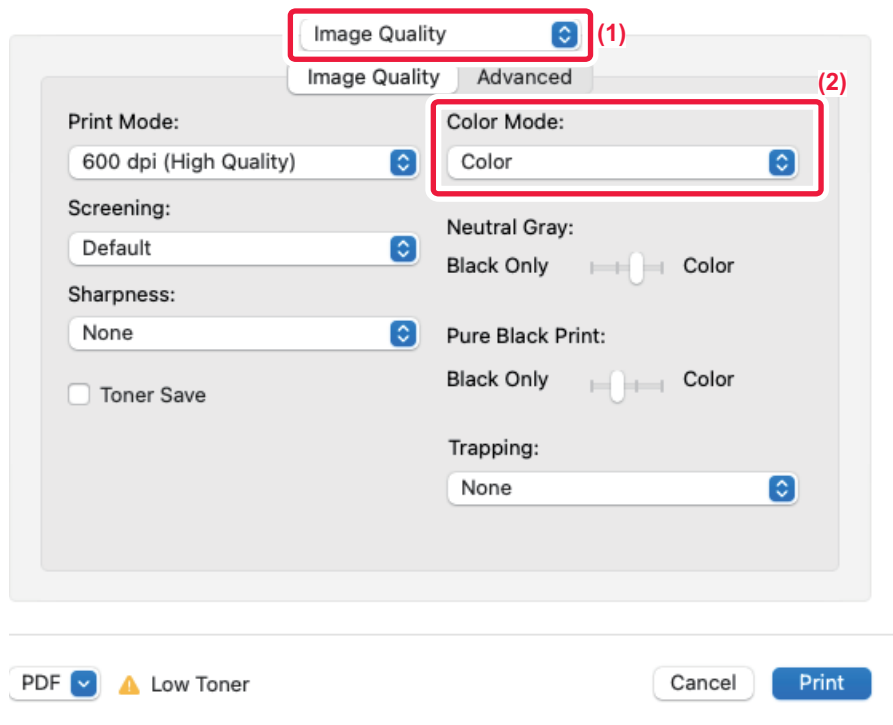 Image Quality
(1)
Image Quality
Advanced
(2)
Print Mode:
600 dpi (High Quality)
Screening:
Default
Sharpness:
None
Toner Save
Color Mode:
Color
Neutral Gray:
Black Only
Color
Pure Black Print:
Black Only
Color
Trapping:
None
PDF
Low Toner
Cancel
Print